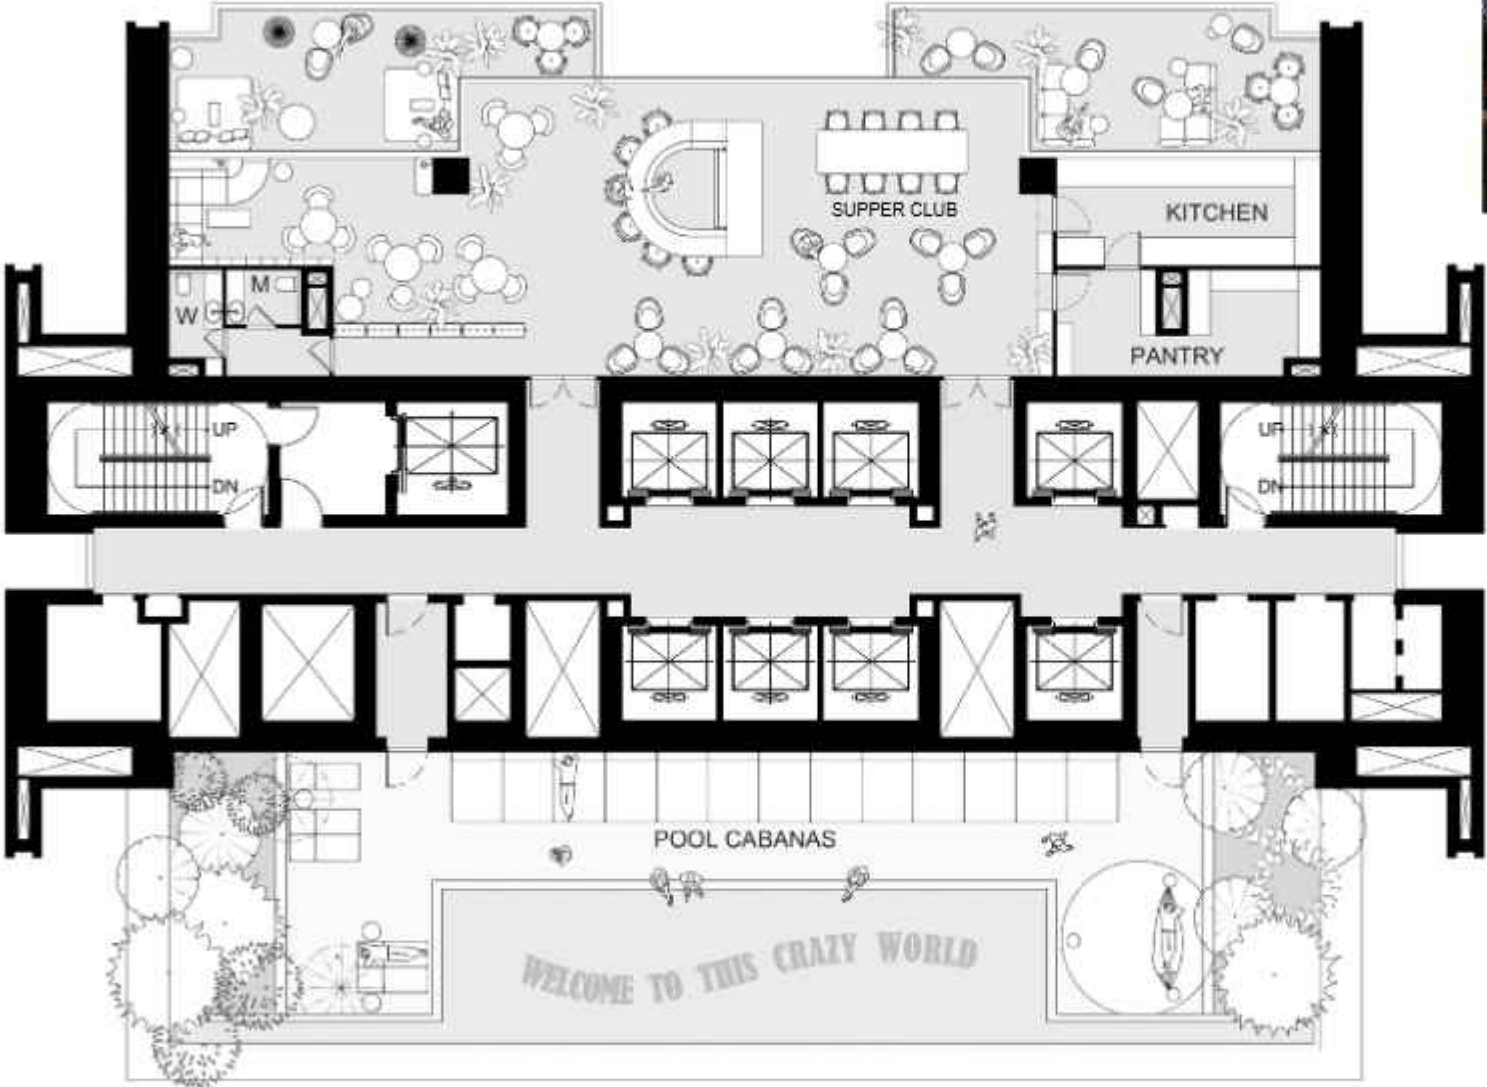 SUPPER CLUB
KITCHEN
M
W
PANTRY
UP
DN
UP
DN
POOL CABANAS
WELCOME TO THIS CRAZY WORLD